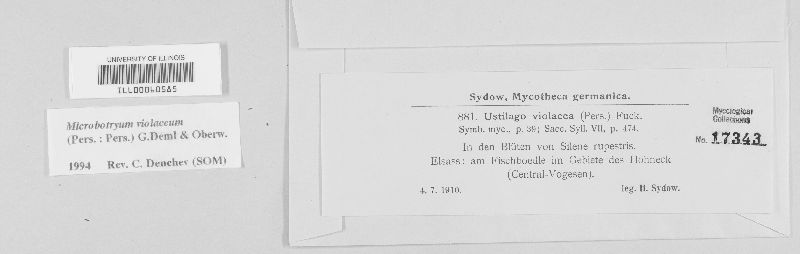 UNIVERSITY OF ILLINOIS
ILL00060585
Microbotryum violaceum
(Pers. : Pers.) G.Deml & Oberw.
1994 Rev. C. Denchev (SOM)
Sydow, Mycotheca germanica.
881. Ustilago violacea (Pers.) Fuck.
Symb. myc., p. 39; Sacc. Syll. VII, p. 474.
In den Blüten von Silene rupestris.
Elsass: am Fischboedle im Gebiete des Hohneck
(Central-Vogesen).
4. 7. 1910. leg. H. Sydow.
Mycological
Collections
No. 17343